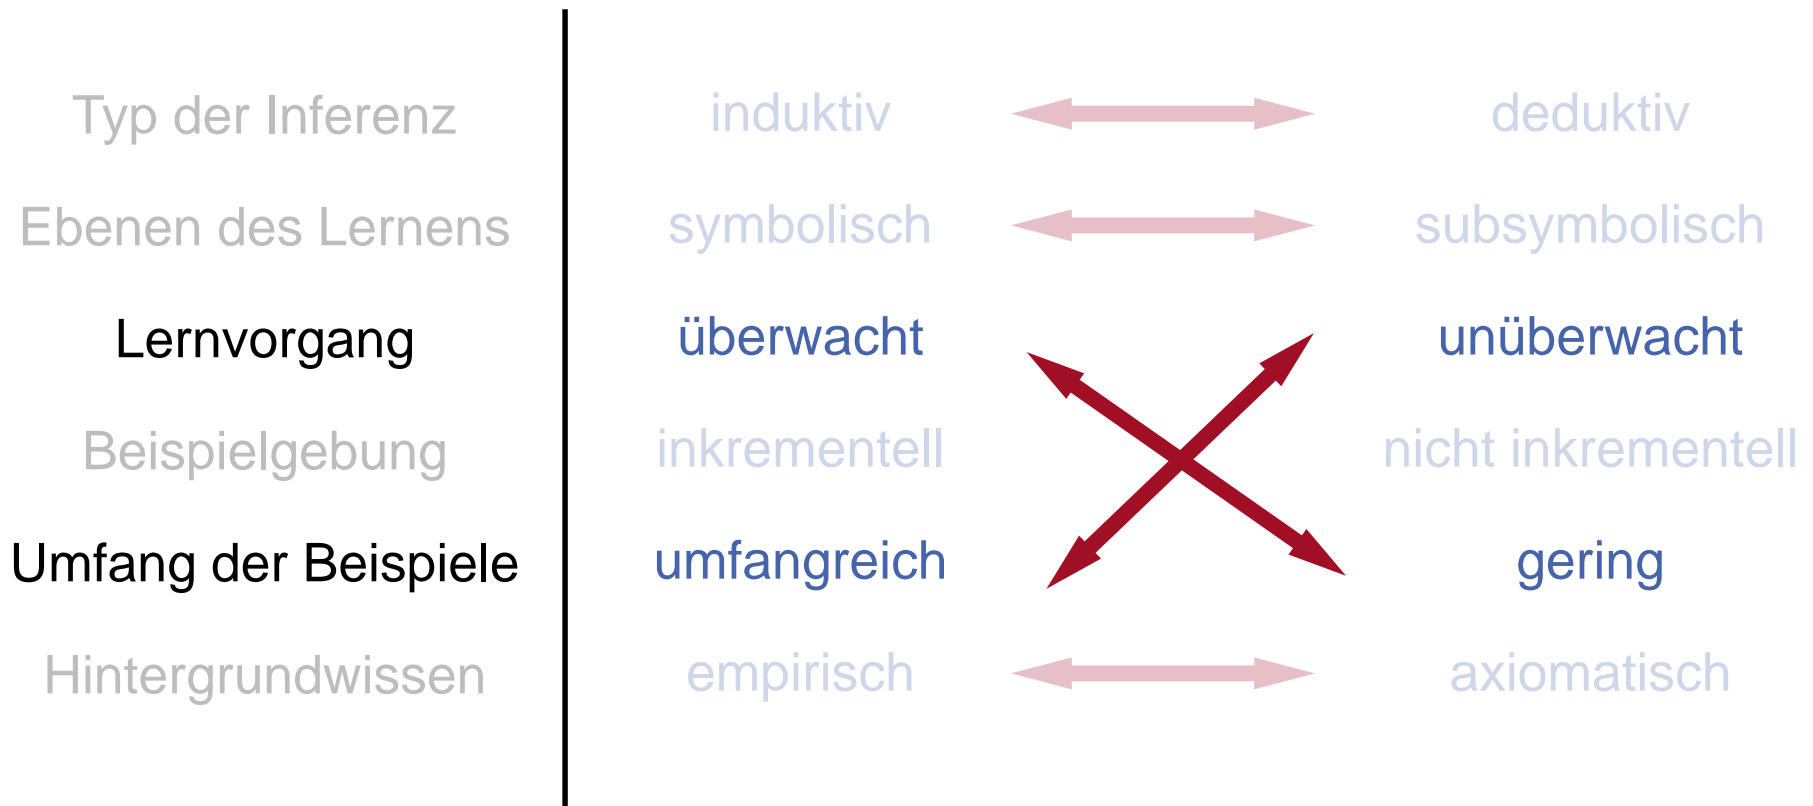 Typ der Inferenz induktiv deduktiv
Ebenen des Lernens symbolisch subsymbolisch
Lernvorgang überwacht unüberwacht
Beispielgebung inkrementell nicht inkrementell
Umfang der Beispiele umfangreich gering
Hintergrundwissen empirisch axiomatisch